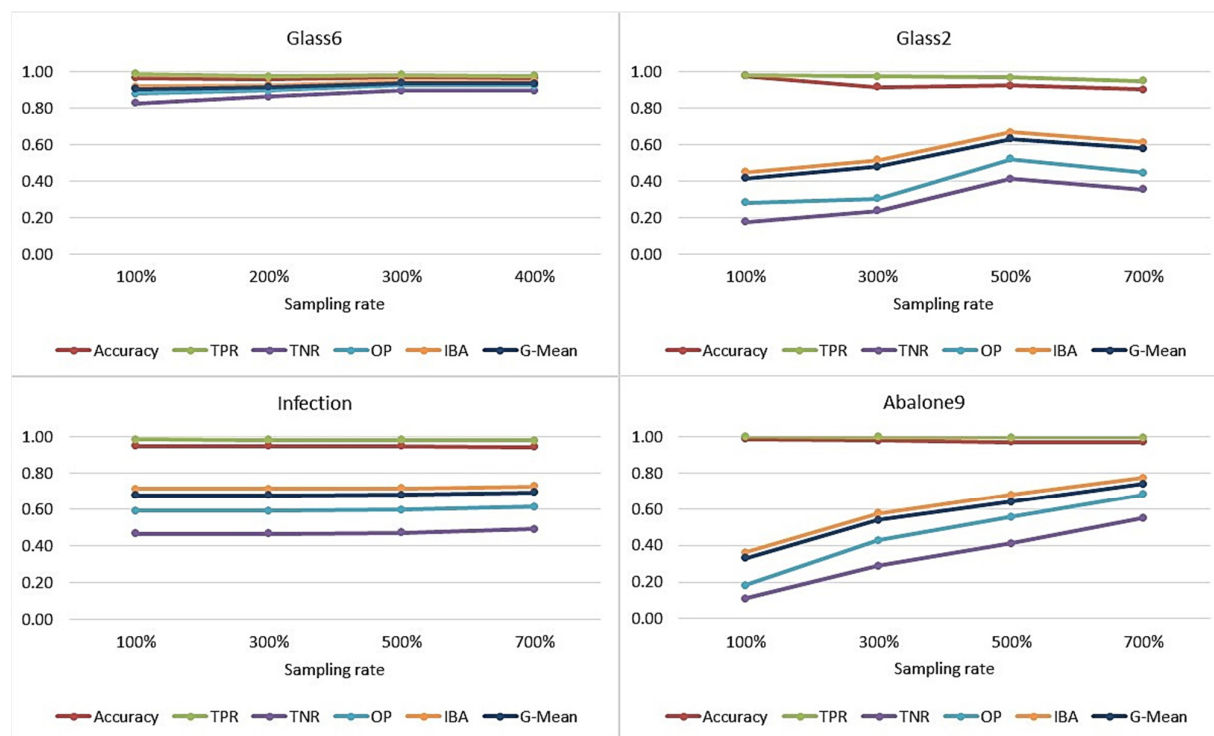 Glass6
1.00
0.80
0.60
0.40
0.20
0.00
100% 200% 300% 400%
Sampling rate
Accuracy TPR TNR OP IBA G-Mean
Glass2
1.00
0.80
0.60
0.40
0.20
0.00
100% 300% 500% 700%
Sampling rate
Accuracy TPR TNR OP IBA G-Mean
Infection
1.00
0.80
0.60
0.40
0.20
0.00
100% 300% 500% 700%
Sampling rate
Accuracy TPR TNR OP IBA G-Mean
Abalone9
1.00
0.80
0.60
0.40
0.20
0.00
100% 300% 500% 700%
Sampling rate
Accuracy TPR TNR OP IBA G-Mean